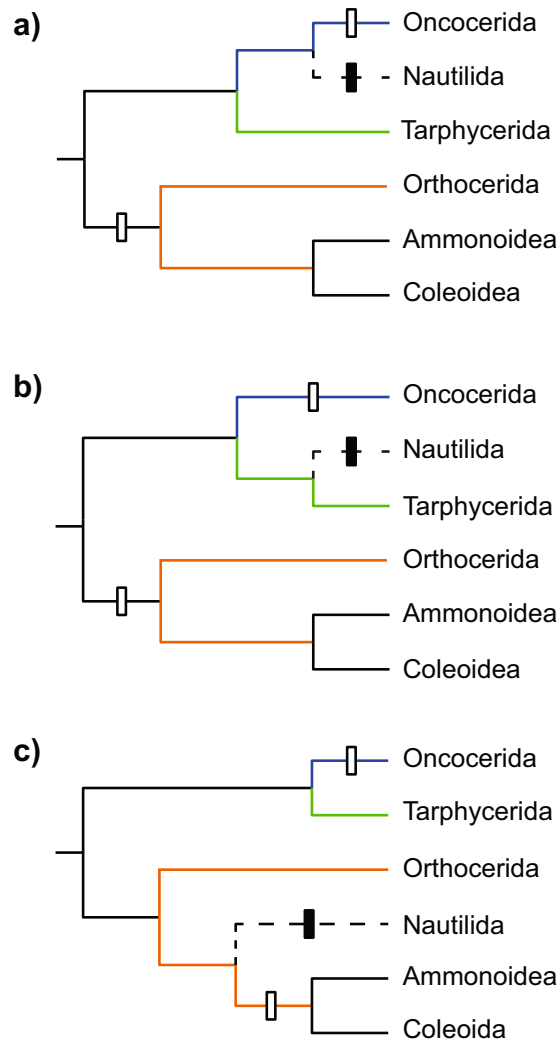 a)
Oncocerida
Nautilida
Tarphycerida
Orthocerida
Ammonoidea
Coleoidea
b)
Oncocerida
Nautilida
Tarphycerida
Orthocerida
Ammonoidea
Coleoidea
c)
Oncocerida
Tarphycerida
Orthocerida
Nautilida
Ammonoidea
Coleoida